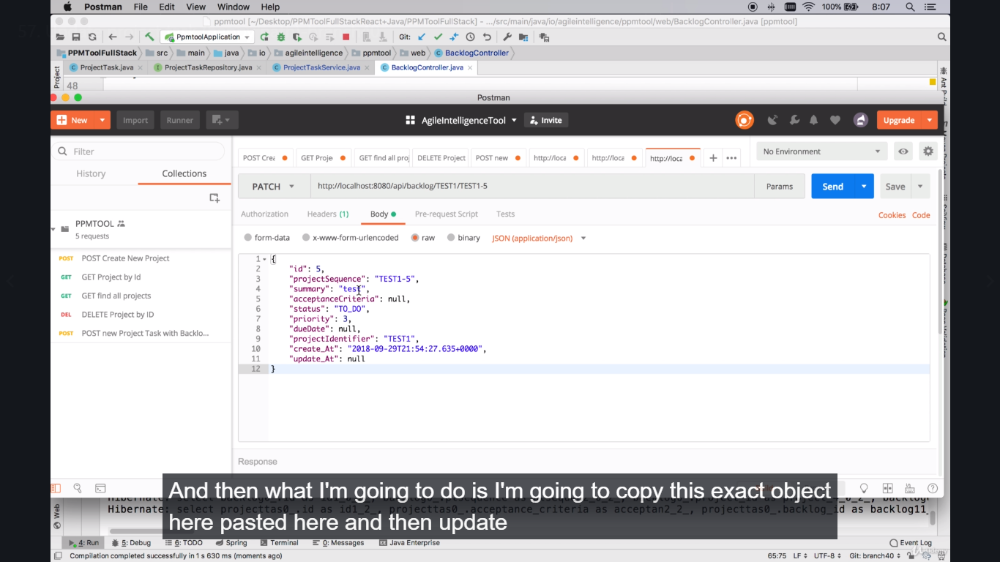 Postman File Edit View Window Help 100% 8:07
ppmtool [~/Desktop/PPMToolFullStackReact+Java/PPMToolFullStack] - .../src/main/java/io/agileintelligence/ppmtool/web/BacklogController.java [ppmtool]
PpmtoolApplication Git:
PPMToolFullStack src main java io agileintelligence ppmtool web BacklogController
ProjectTask.java ProjectTaskRepository.java ProjectTaskService.java BacklogController.java
Project
48
Postman
New Import Runner AgileIntelligenceTool Invite Upgrade
Filter
History Collections
PPMTOOL
5 requests
POST POST Create New Project
GET GET Project by Id
GET GET find all projects
DEL DELETE Project by ID
POST POST new Project Task with Backlo...
POST Crea GET Proje GET find all proj DELETE Project POST new http://loca http://loca http://loca
No Environment
PATCH http://localhost:8080/api/backlog/TEST1/TEST1-5 Params Send Save
Authorization Headers (1) Body Pre-request Script Tests Cookies Code
form-data x-www-form-urlencoded raw binary JSON (application/json)
1 {
2 "id": 5,
3 "projectSequence": "TEST1-5",
4 "summary": "test",
5 "acceptanceCriteria": null,
6 "status": "TO_DO",
7 "priority": 3,
8 "dueDate": null,
9 "projectIdentifier": "TEST1",
10 "create_At": "2018-09-29T21:54:27.635+0000",
11 "update_At": null
12 }
Response
And then what I'm going to do is I'm going to copy this exact object
here pasted here and then update
Hibernate: select projecttas0_.id as id1_2_, projecttas0_.acceptance_criteria as acceptan2_2_, projecttas0_.backlog_id as backlog11_
Web
4: Run 5: Debug 6: TODO Spring Terminal 0: Messages Java Enterprise Event Log
Compilation completed successfully in 1 s 630 ms (moments ago) 65:75 LF UTF-8 Git: branch40